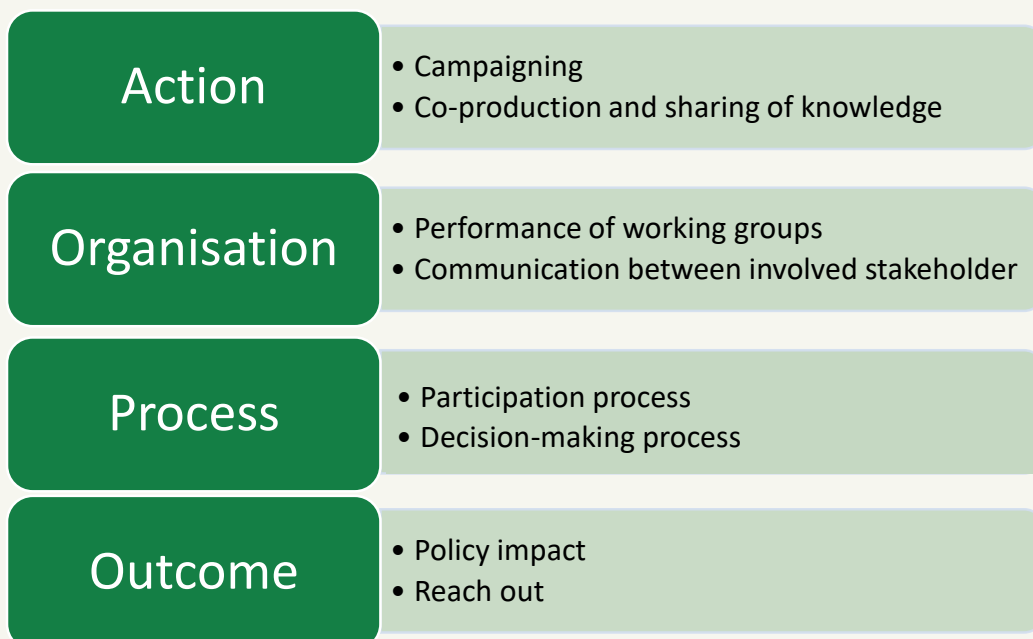 Action
• Campaigning
• Co-production and sharing of knowledge
Organisation
• Performance of working groups
• Communication between involved stakeholder
Process
• Participation process
• Decision-making process
Outcome
• Policy impact
• Reach out